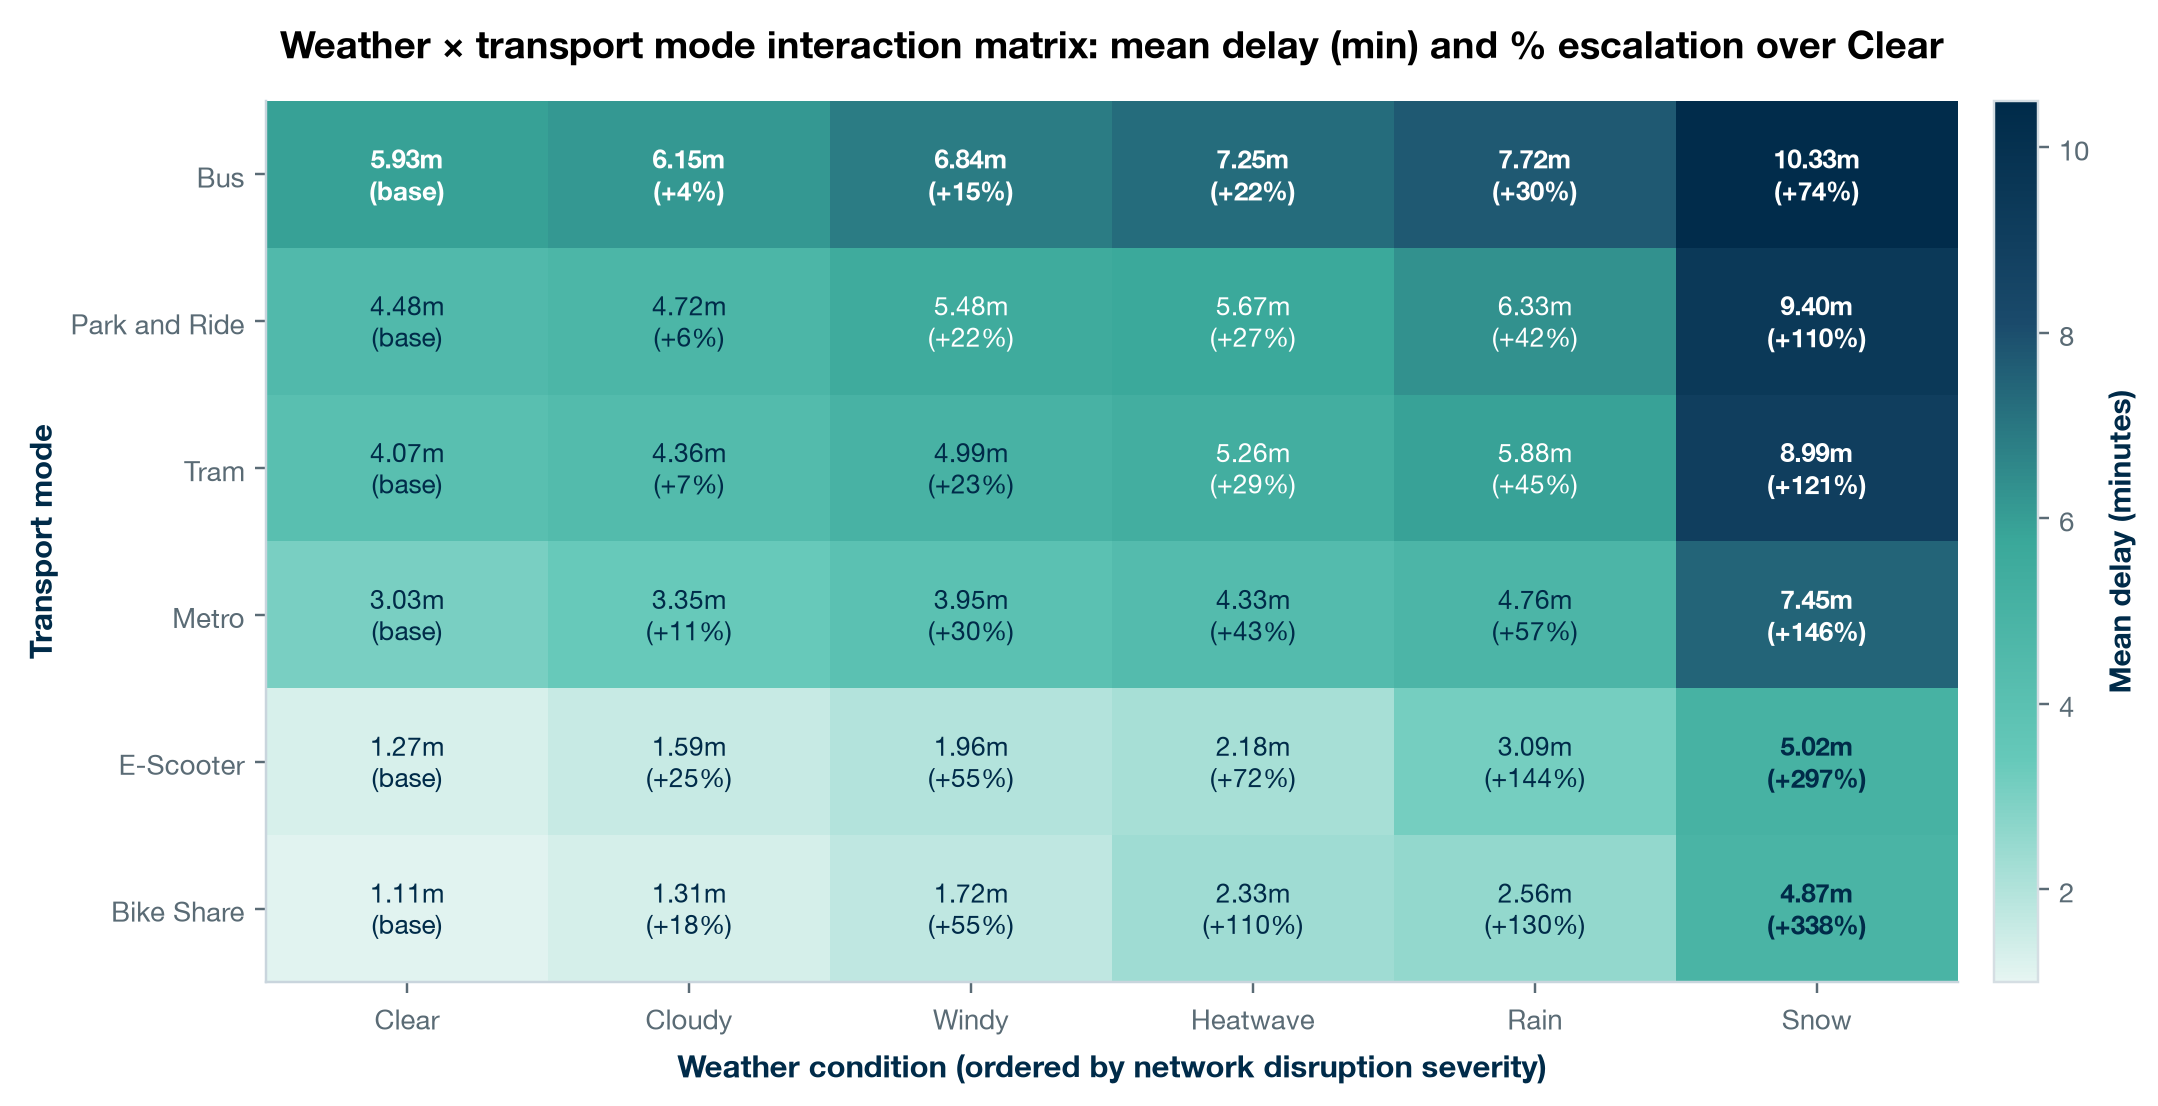 Weather × transport mode interaction matrix: mean delay (min) and % escalation over Clear
Transport mode
Bus
5.93m
(base)
6.15m
(+4%)
6.84m
(+15%)
7.25m
(+22%)
7.72m
(+30%)
10.33m
(+74%)
Park and Ride
4.48m
(base)
4.72m
(+6%)
5.48m
(+22%)
5.67m
(+27%)
6.33m
(+42%)
9.40m
(+110%)
Tram
4.07m
(base)
4.36m
(+7%)
4.99m
(+23%)
5.26m
(+29%)
5.88m
(+45%)
8.99m
(+121%)
Metro
3.03m
(base)
3.35m
(+11%)
3.95m
(+30%)
4.33m
(+43%)
4.76m
(+57%)
7.45m
(+146%)
E-Scooter
1.27m
(base)
1.59m
(+25%)
1.96m
(+55%)
2.18m
(+72%)
3.09m
(+144%)
5.02m
(+297%)
Bike Share
1.11m
(base)
1.31m
(+18%)
1.72m
(+55%)
2.33m
(+110%)
2.56m
(+130%)
4.87m
(+338%)
Clear
Cloudy
Windy
Heatwave
Rain
Snow
Weather condition (ordered by network disruption severity)
10
8
6
4
2
Mean delay (minutes)